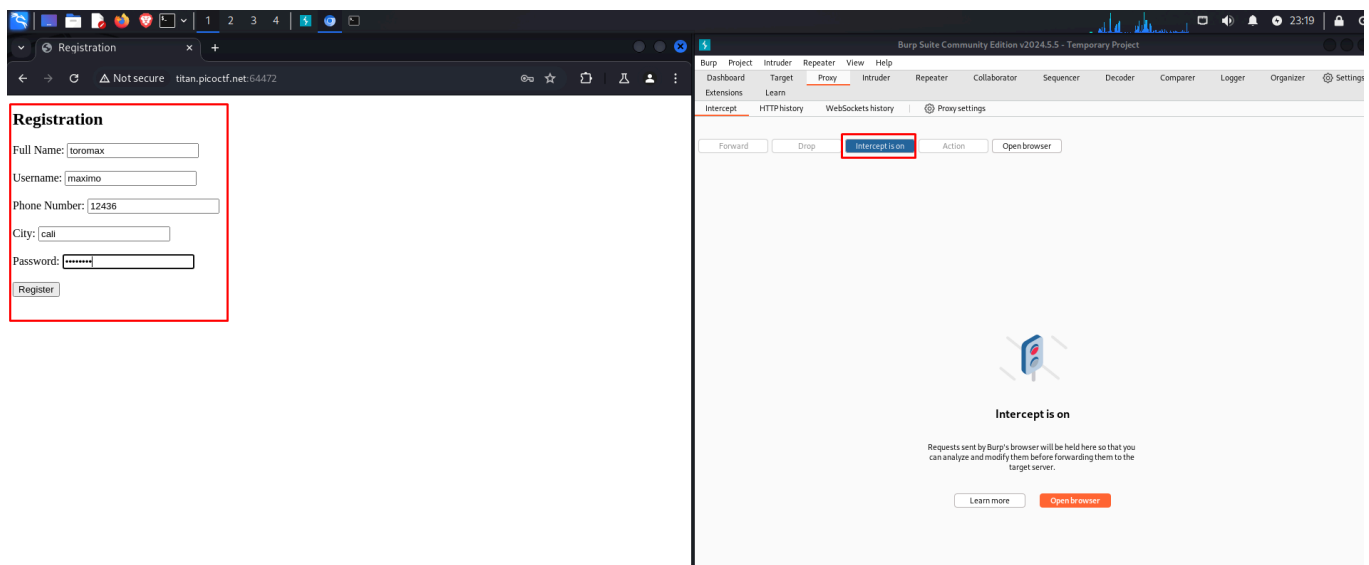 1 2 3 4
23:19
Registration
Not secure titan.picoctf.net:64472
Registration
Full Name: toromax
Username: maximo
Phone Number: 12436
City: cali
Password: ••••••••
Register
Burp Suite Community Edition v2024.5.5 - Temporary Project
Burp Project Intruder Repeater View Help
Dashboard Target Proxy Intruder Repeater Collaborator Sequencer Decoder Comparer Logger Organizer Settings
Extensions Learn
Intercept HTTP history WebSockets history Proxy settings
Forward Drop Intercept is on Action Open browser
Intercept is on
Requests sent by Burp's browser will be held here so that you
can analyze and modify them before forwarding them to the
target server.
Learn more Open browser